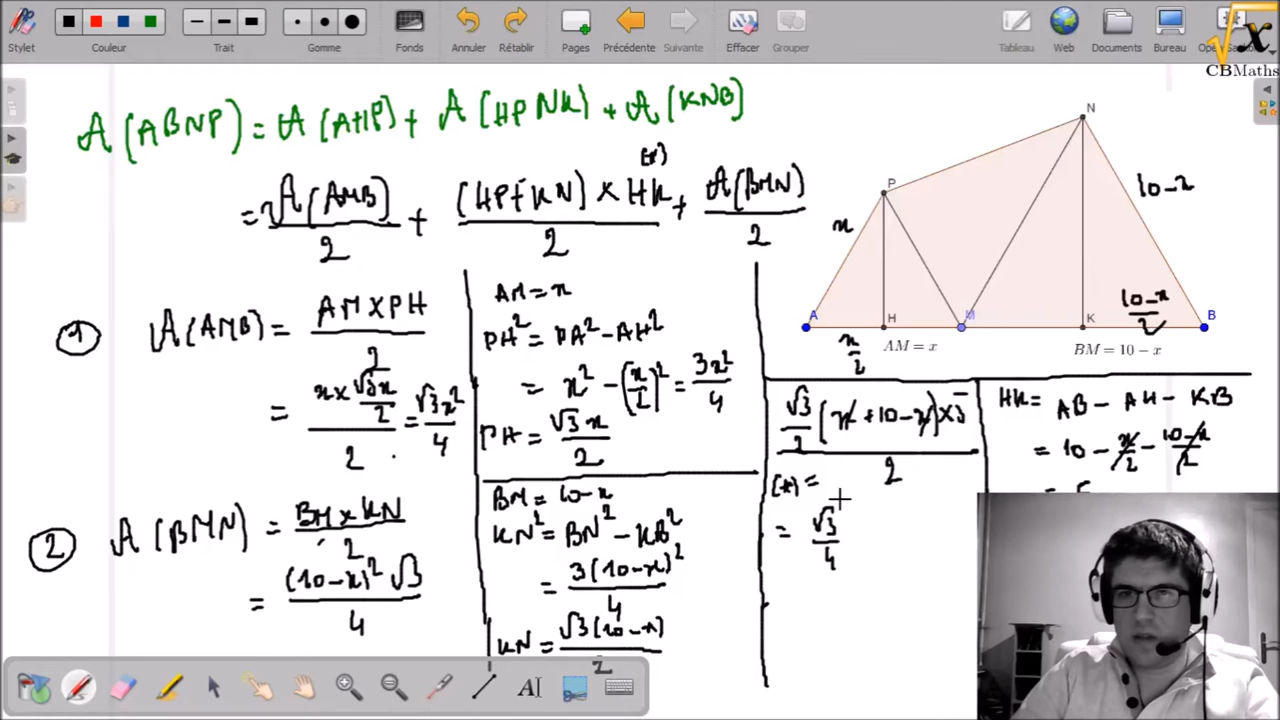 Stylet Couleur Trait Gomme Fonds Annuler Rétablir Pages Précédente Suivante Effacer Grouper Tableau Web Documents Bureau
CBMaths
A(ABNP) = A(AHP) + A(HPNK) + A(KNB)
(*)
= A(AMB)/2 + (HP+KN)×HK/2 + A(BMN)/2
① A(AMB) = AM×PH/2
= x×√3x/2/2 = √3x²/4
② A(BMN) = BM×KN/2
= (10-x)²√3/4
AM = x
PH² = PA² - AH²
= x² - (x/2)² = 3x²/4
PH = √3x/2
BM = 10-x
KN² = BN² - KB²
= 3(10-x)²/4
KN = √3(10-x)/2
N
P
10-x
x
10-x/2
A H M K B
x/2
AM = x
BM = 10 - x
√3/2(x+10-x)×5/2
(*) =
= √3/4
HK = AB - AH - KB
= 10 - x/2 - 10-x/2
= 5
AI